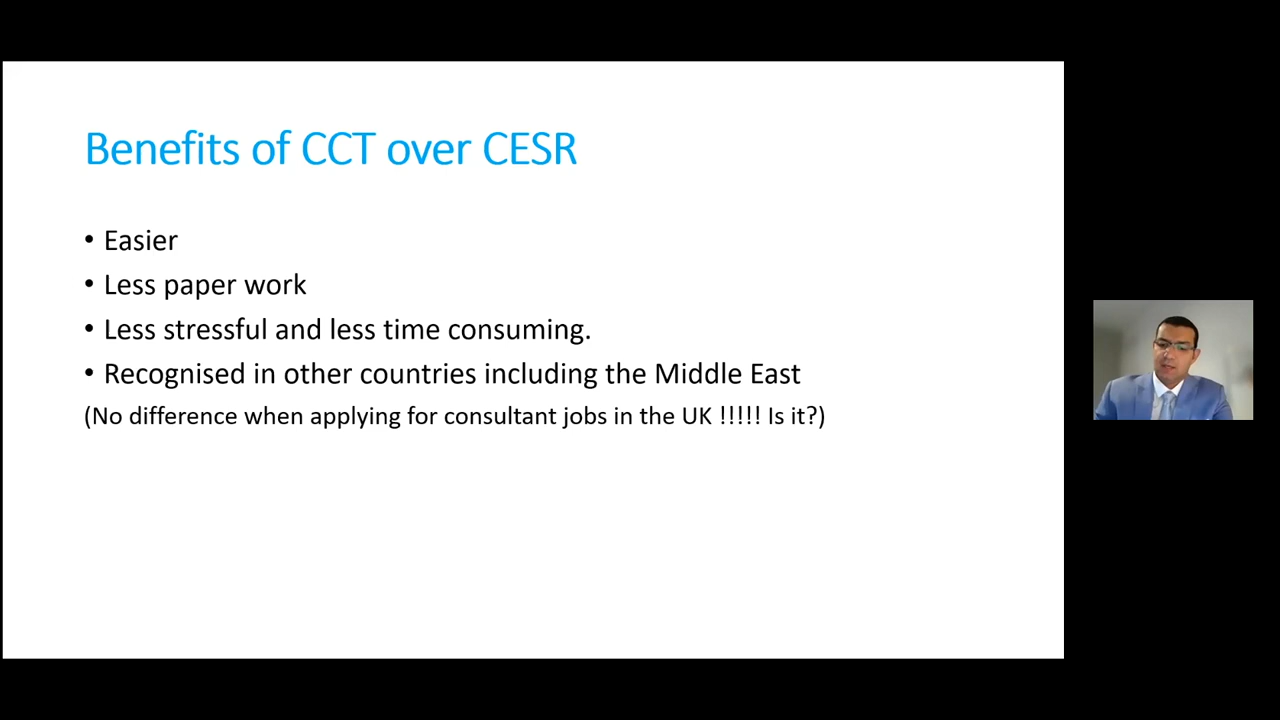 Benefits of CCT over CESR
• Easier
• Less paper work
• Less stressful and less time consuming.
• Recognised in other countries including the Middle East
(No difference when applying for consultant jobs in the UK !!!!! Is it?)